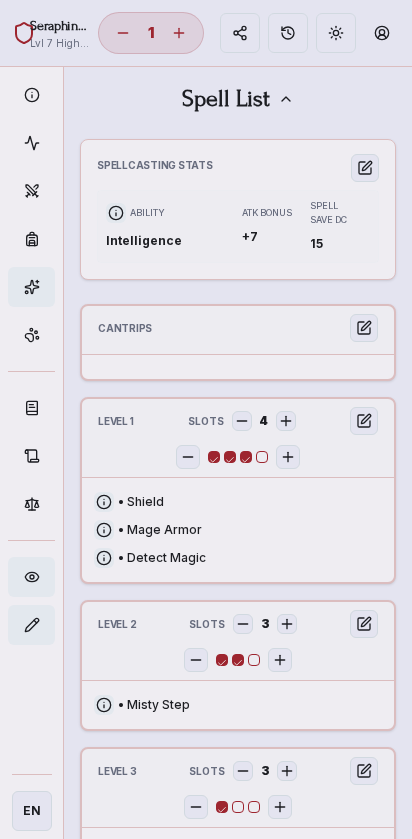 Seraphin...
Lvl 7 High...
1
Spell List
SPELLCASTING STATS
ABILITY
Intelligence
ATK BONUS
+7
SPELL
SAVE DC
15
CANTRIPS
LEVEL 1 SLOTS 4
• Shield
• Mage Armor
• Detect Magic
LEVEL 2 SLOTS 3
• Misty Step
LEVEL 3 SLOTS 3
EN